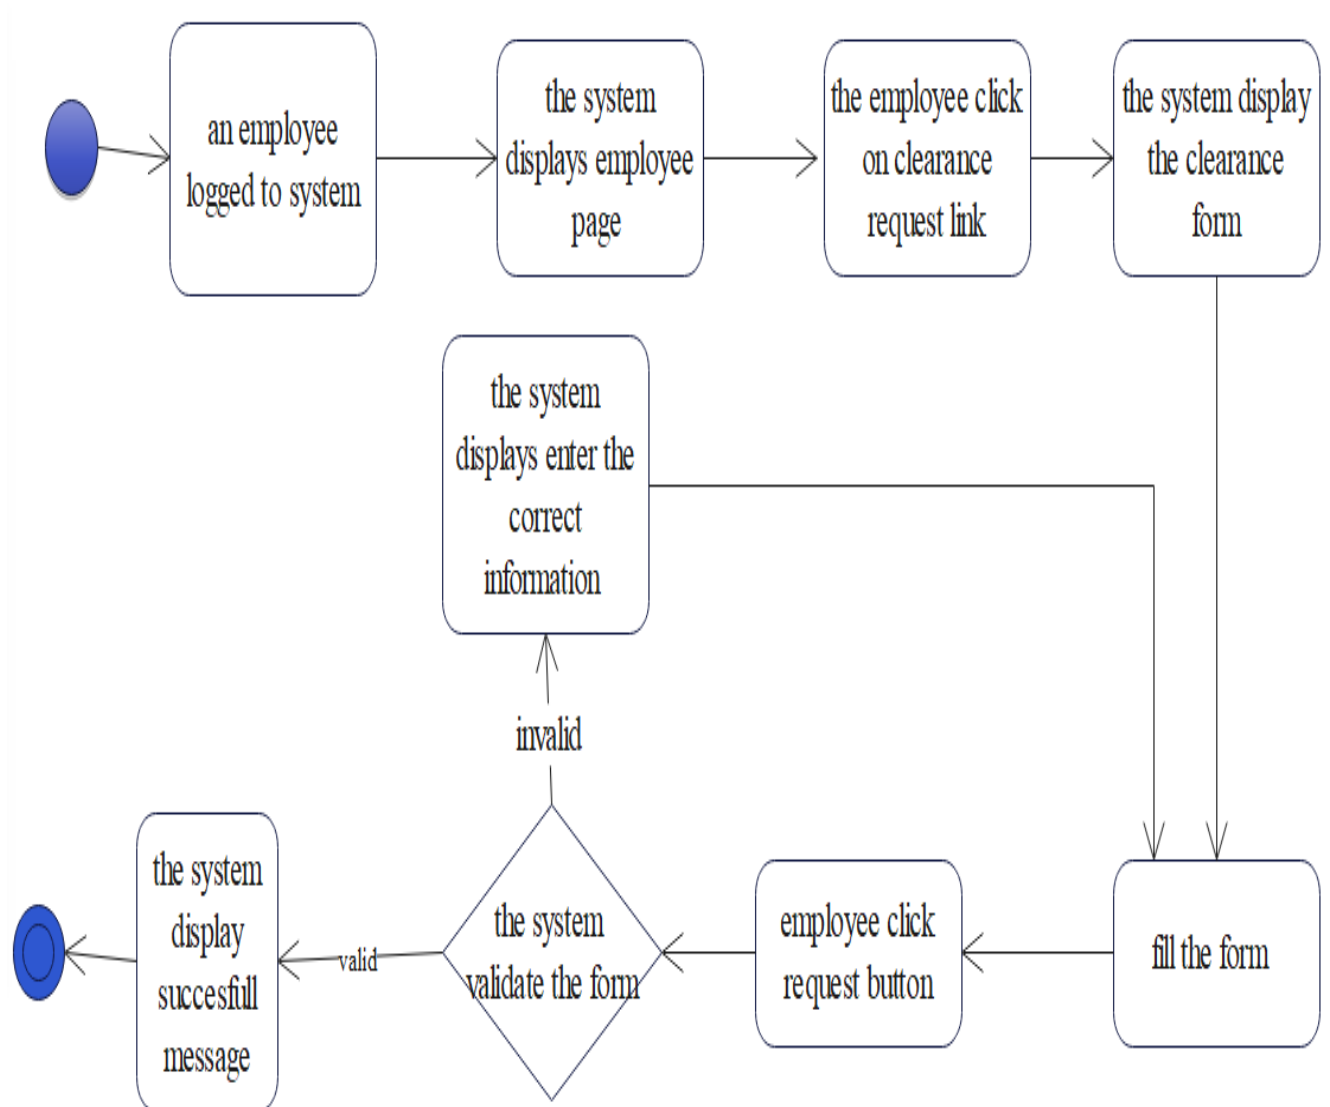 an employee
logged to system
the system
displays employee
page
the employee click
on clearance
request link
the system display
the clearance
form
the system
displays enter the
correct
information
invalid
fill the form
employee click
request button
the system
validate the form
valid
the system
display
succesfull
message